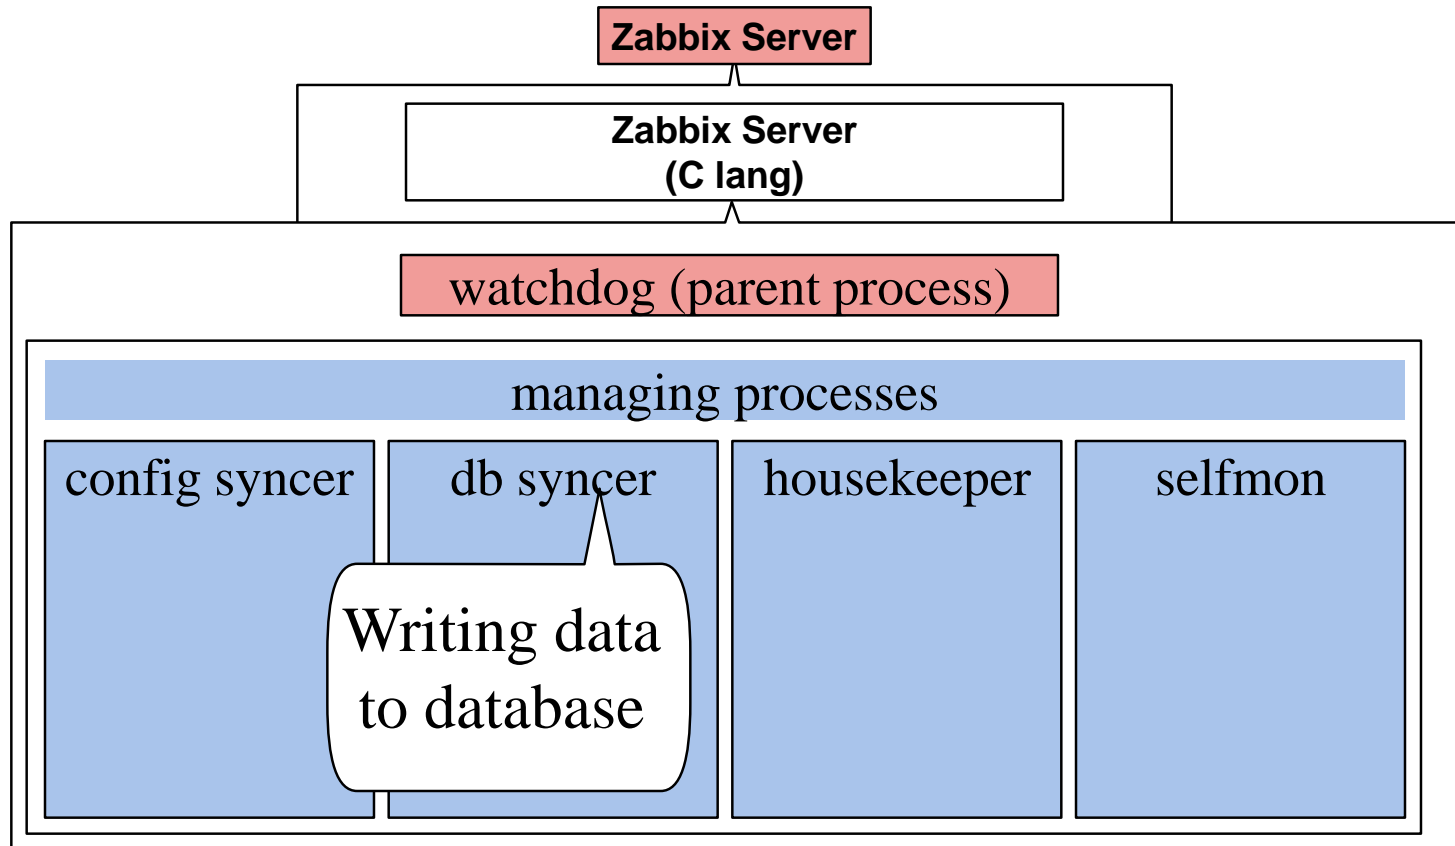 Zabbix Server
Zabbix Server
(C lang)
watchdog (parent process)
managing processes
config syncer
db syncer
housekeeper
selfmon
Writing data
to database